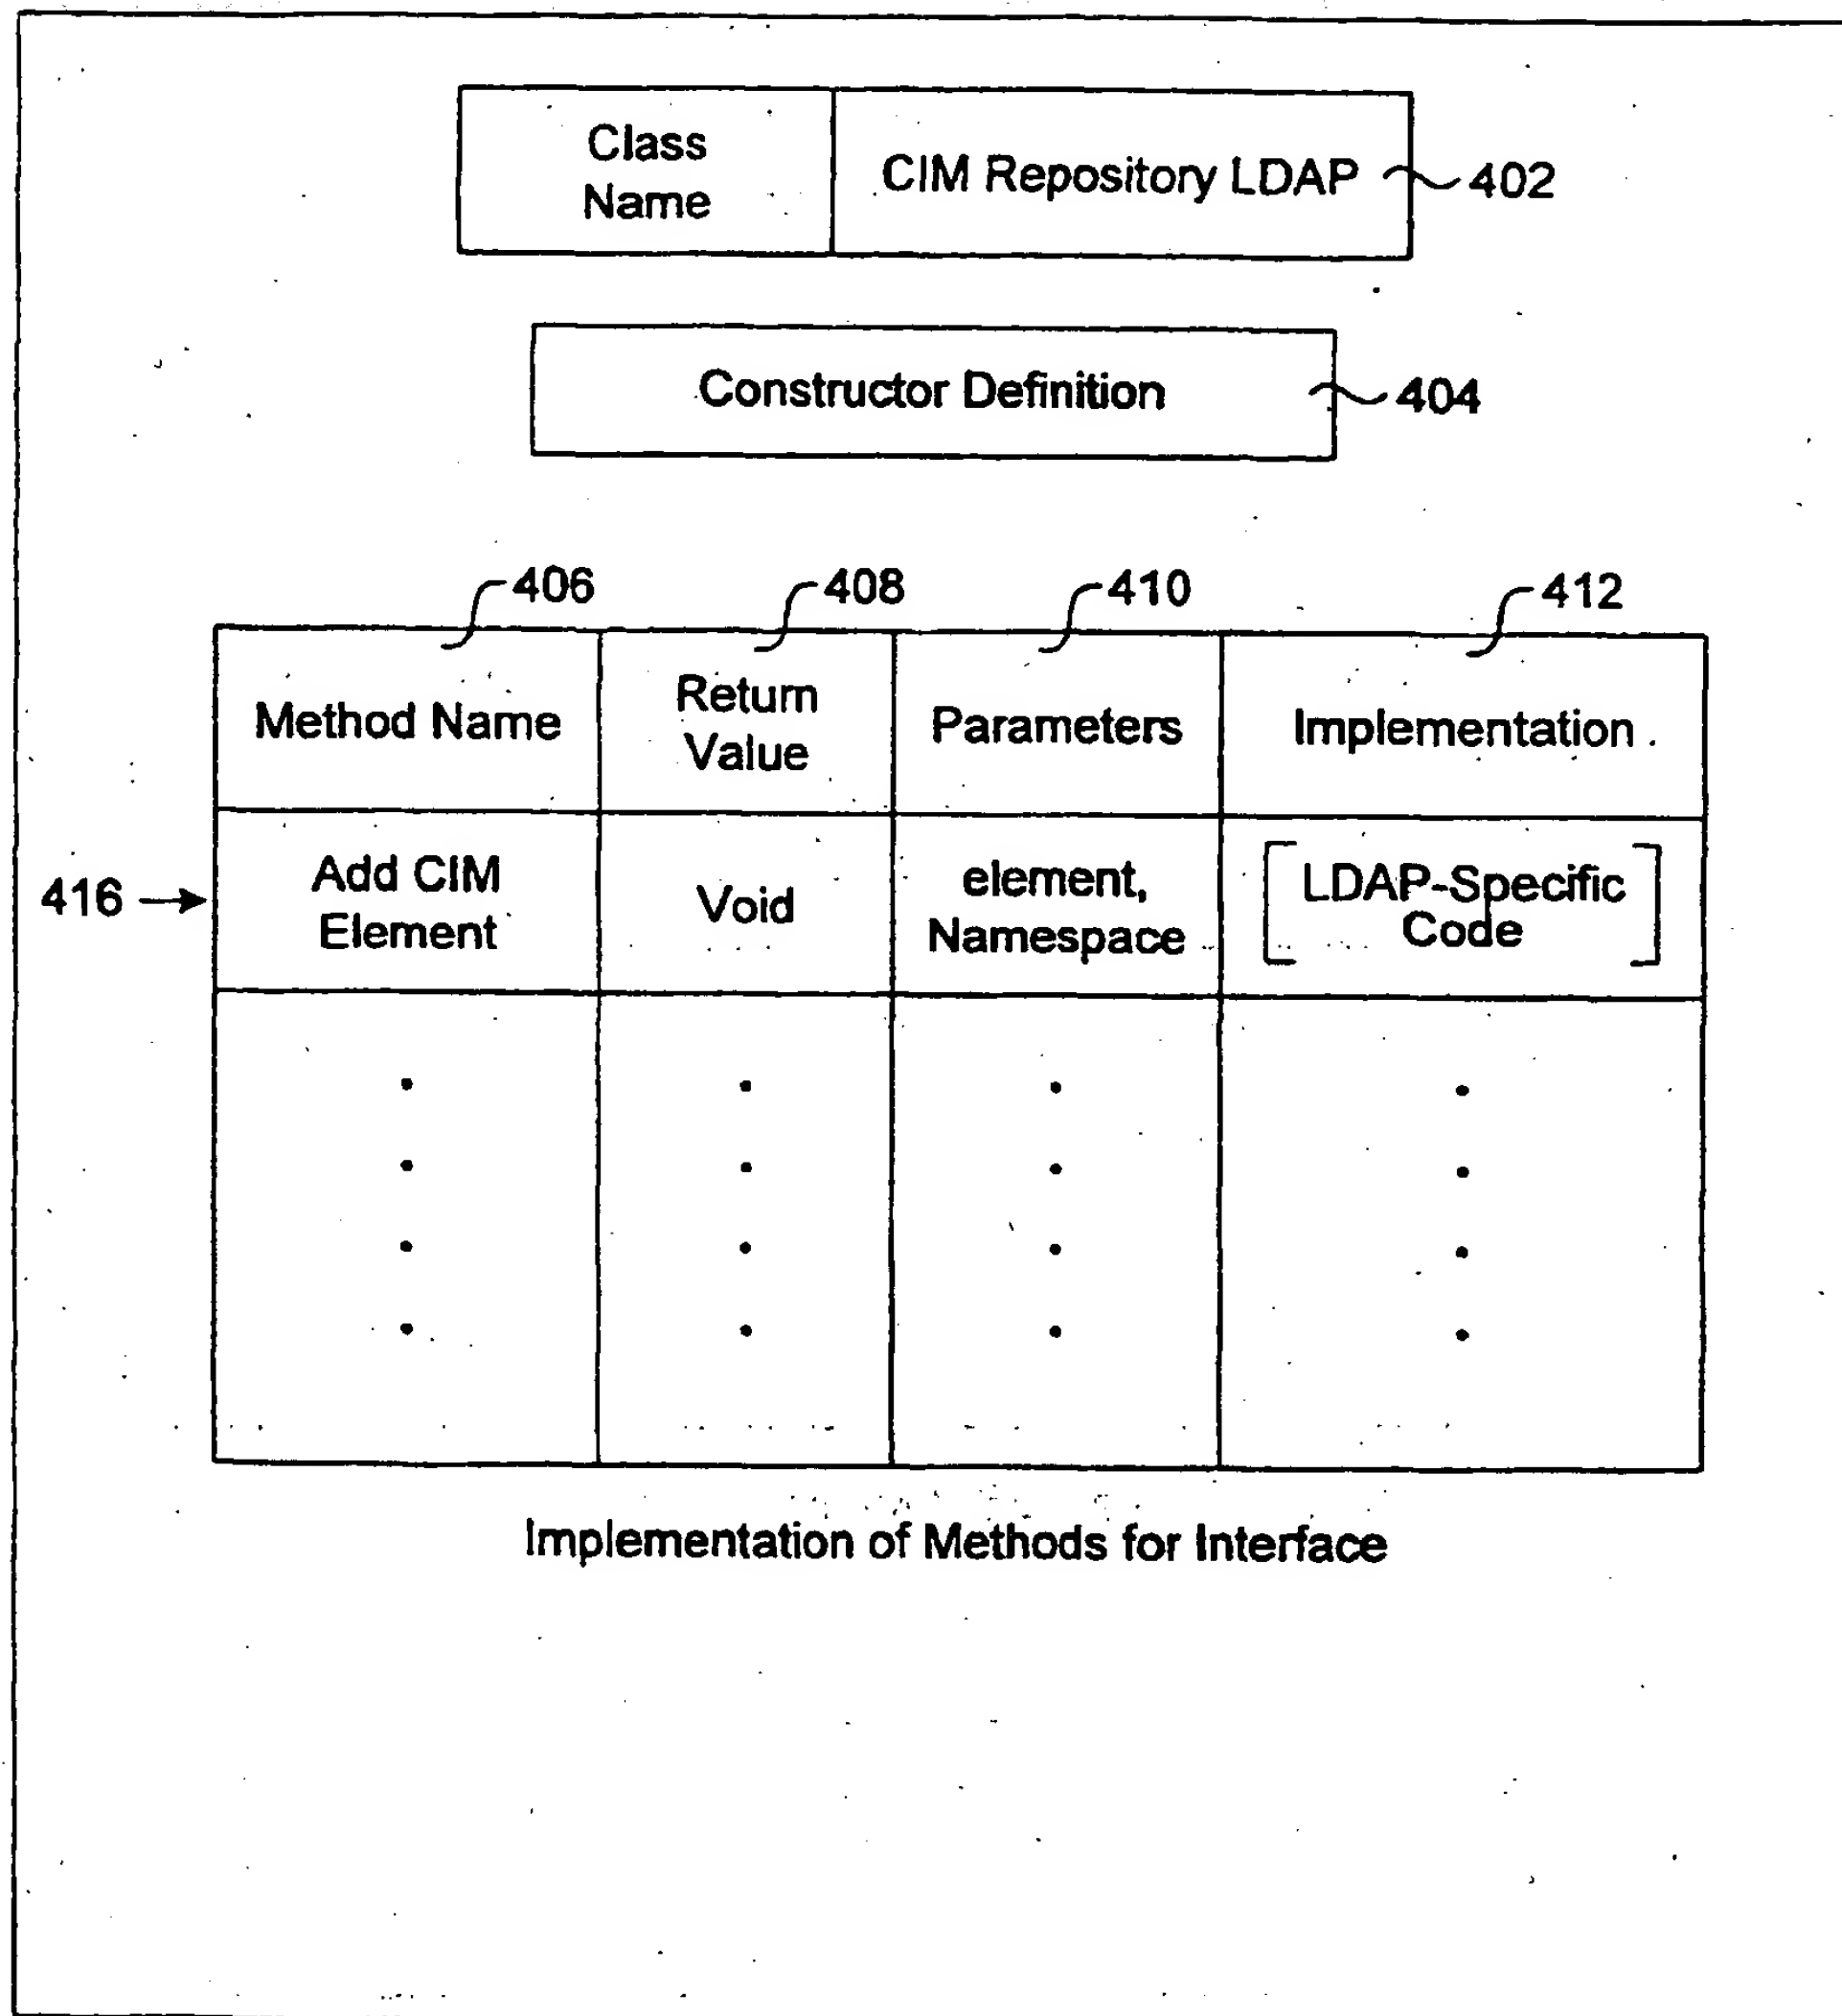 Class
Name
CIM Repository LDAP
402
Constructor Definition
404
406
408
410
412
Method Name
Return
Value
Parameters
Implementation
416
Add CIM
Element
Void
element,
Namespace
LDAP-Specific
Code
Implementation of Methods for Interface